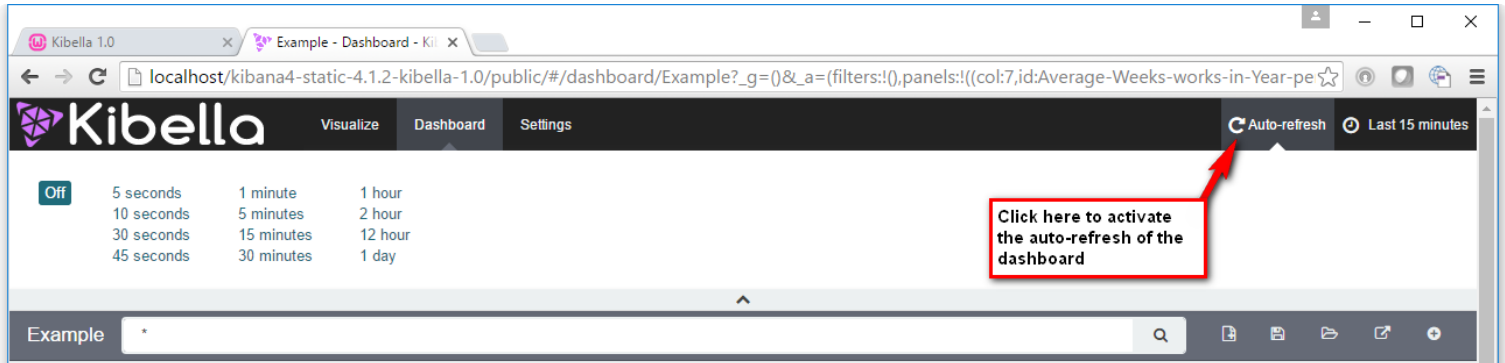 Kibella 1.0
Example - Dashboard - Kil
localhost/kibana4-static-4.1.2-kibella-1.0/public/#/dashboard/Example?_g=()&_a=(filters:!(),panels:!((col:7,id:Average-Weeks-works-in-Year-pe
Kibella Visualize Dashboard Settings Auto-refresh Last 15 minutes
Off 5 seconds 1 minute 1 hour
10 seconds 5 minutes 2 hour
30 seconds 15 minutes 12 hour
45 seconds 30 minutes 1 day
Click here to activate
the auto-refresh of the
dashboard
Example *